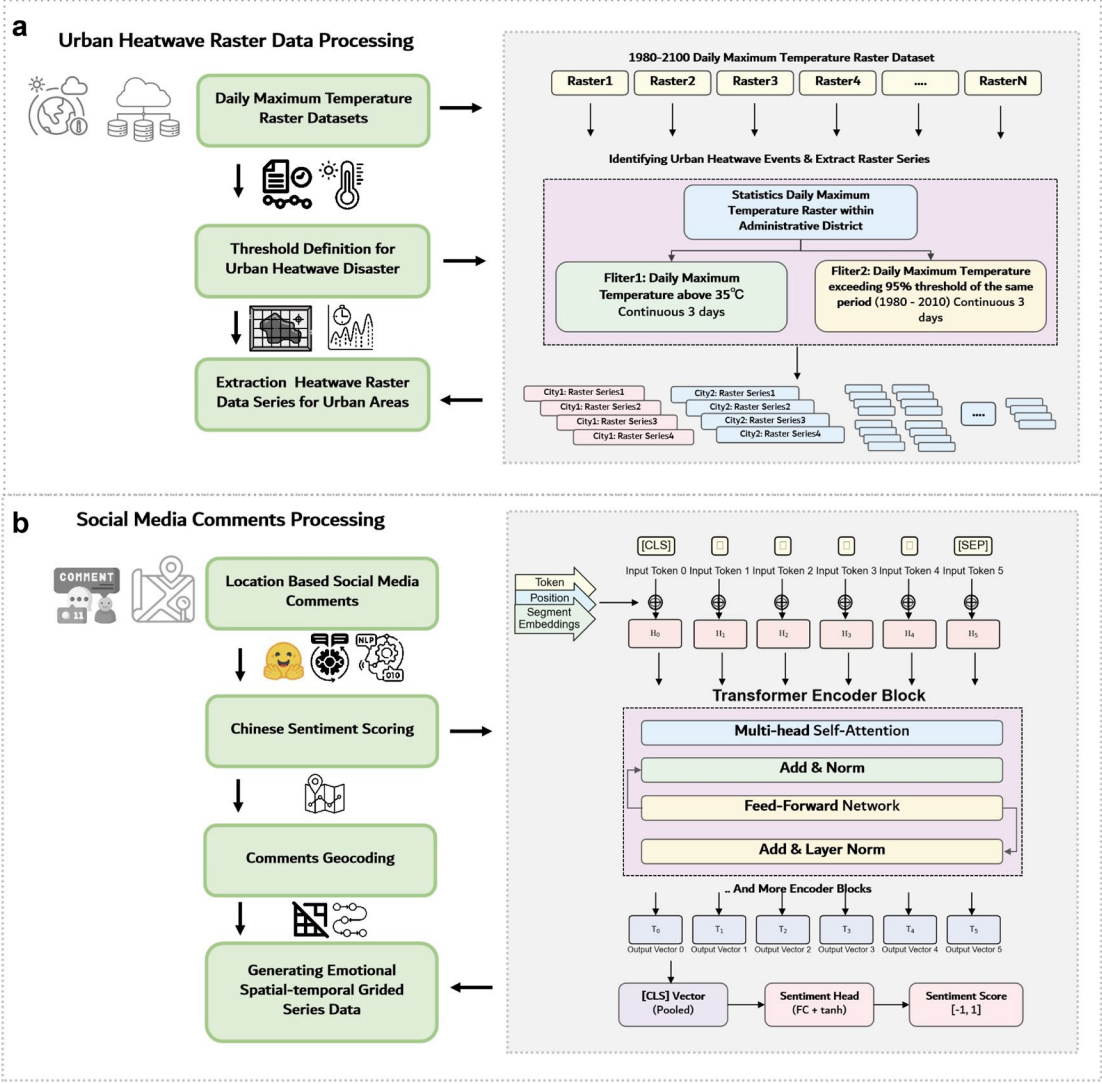 a
Urban Heatwave Raster Data Processing
Daily Maximum Temperature
Raster Datasets
Threshold Definition for
Urban Heatwave Disaster
Extraction Heatwave Raster
Data Series for Urban Areas
1980-2100 Daily Maximum Temperature Raster Dataset
Raster1 Raster2 Raster3 Raster4 .... RasterN
Identifying Urban Heatwave Events & Extract Raster Series
Statistics Daily Maximum
Temperature Raster within
Administrative District
Fliter1: Daily Maximum
Temperature above 35℃
Continuous 3 days
Fliter2: Daily Maximum Temperature
exceeding 95% threshold of the same
period (1980 - 2010) Continuous 3
days
City1: Raster Series1
City1: Raster Series2
City1: Raster Series3
City1: Raster Series4
City2: Raster Series1
City2: Raster Series2
City2: Raster Series3
City2: Raster Series4
....
b
Social Media Comments Processing
COMMENT
11
Location Based Social Media
Comments
NLP
010
Chinese Sentiment Scoring
Comments Geocoding
Generating Emotional
Spatial-temporal Grided
Series Data
[CLS] □ □ □ □ [SEP]
Input Token 0 Input Token 1 Input Token 2 Input Token 3 Input Token 4 Input Token 5
Token
Position
Segment
Embeddings
H₀ H₁ H₂ H₃ H₄ H₅
Transformer Encoder Block
Multi-head Self-Attention
Add & Norm
Feed-Forward Network
Add & Layer Norm
.. And More Encoder Blocks
T₀ T₁ T₂ T₃ T₄ T₅
Output Vector 0 Output Vector 1 Output Vector 2 Output Vector 3 Output Vector 4 Output Vector 5
[CLS] Vector
(Pooled)
Sentiment Head
(FC + tanh)
Sentiment Score
[-1, 1]